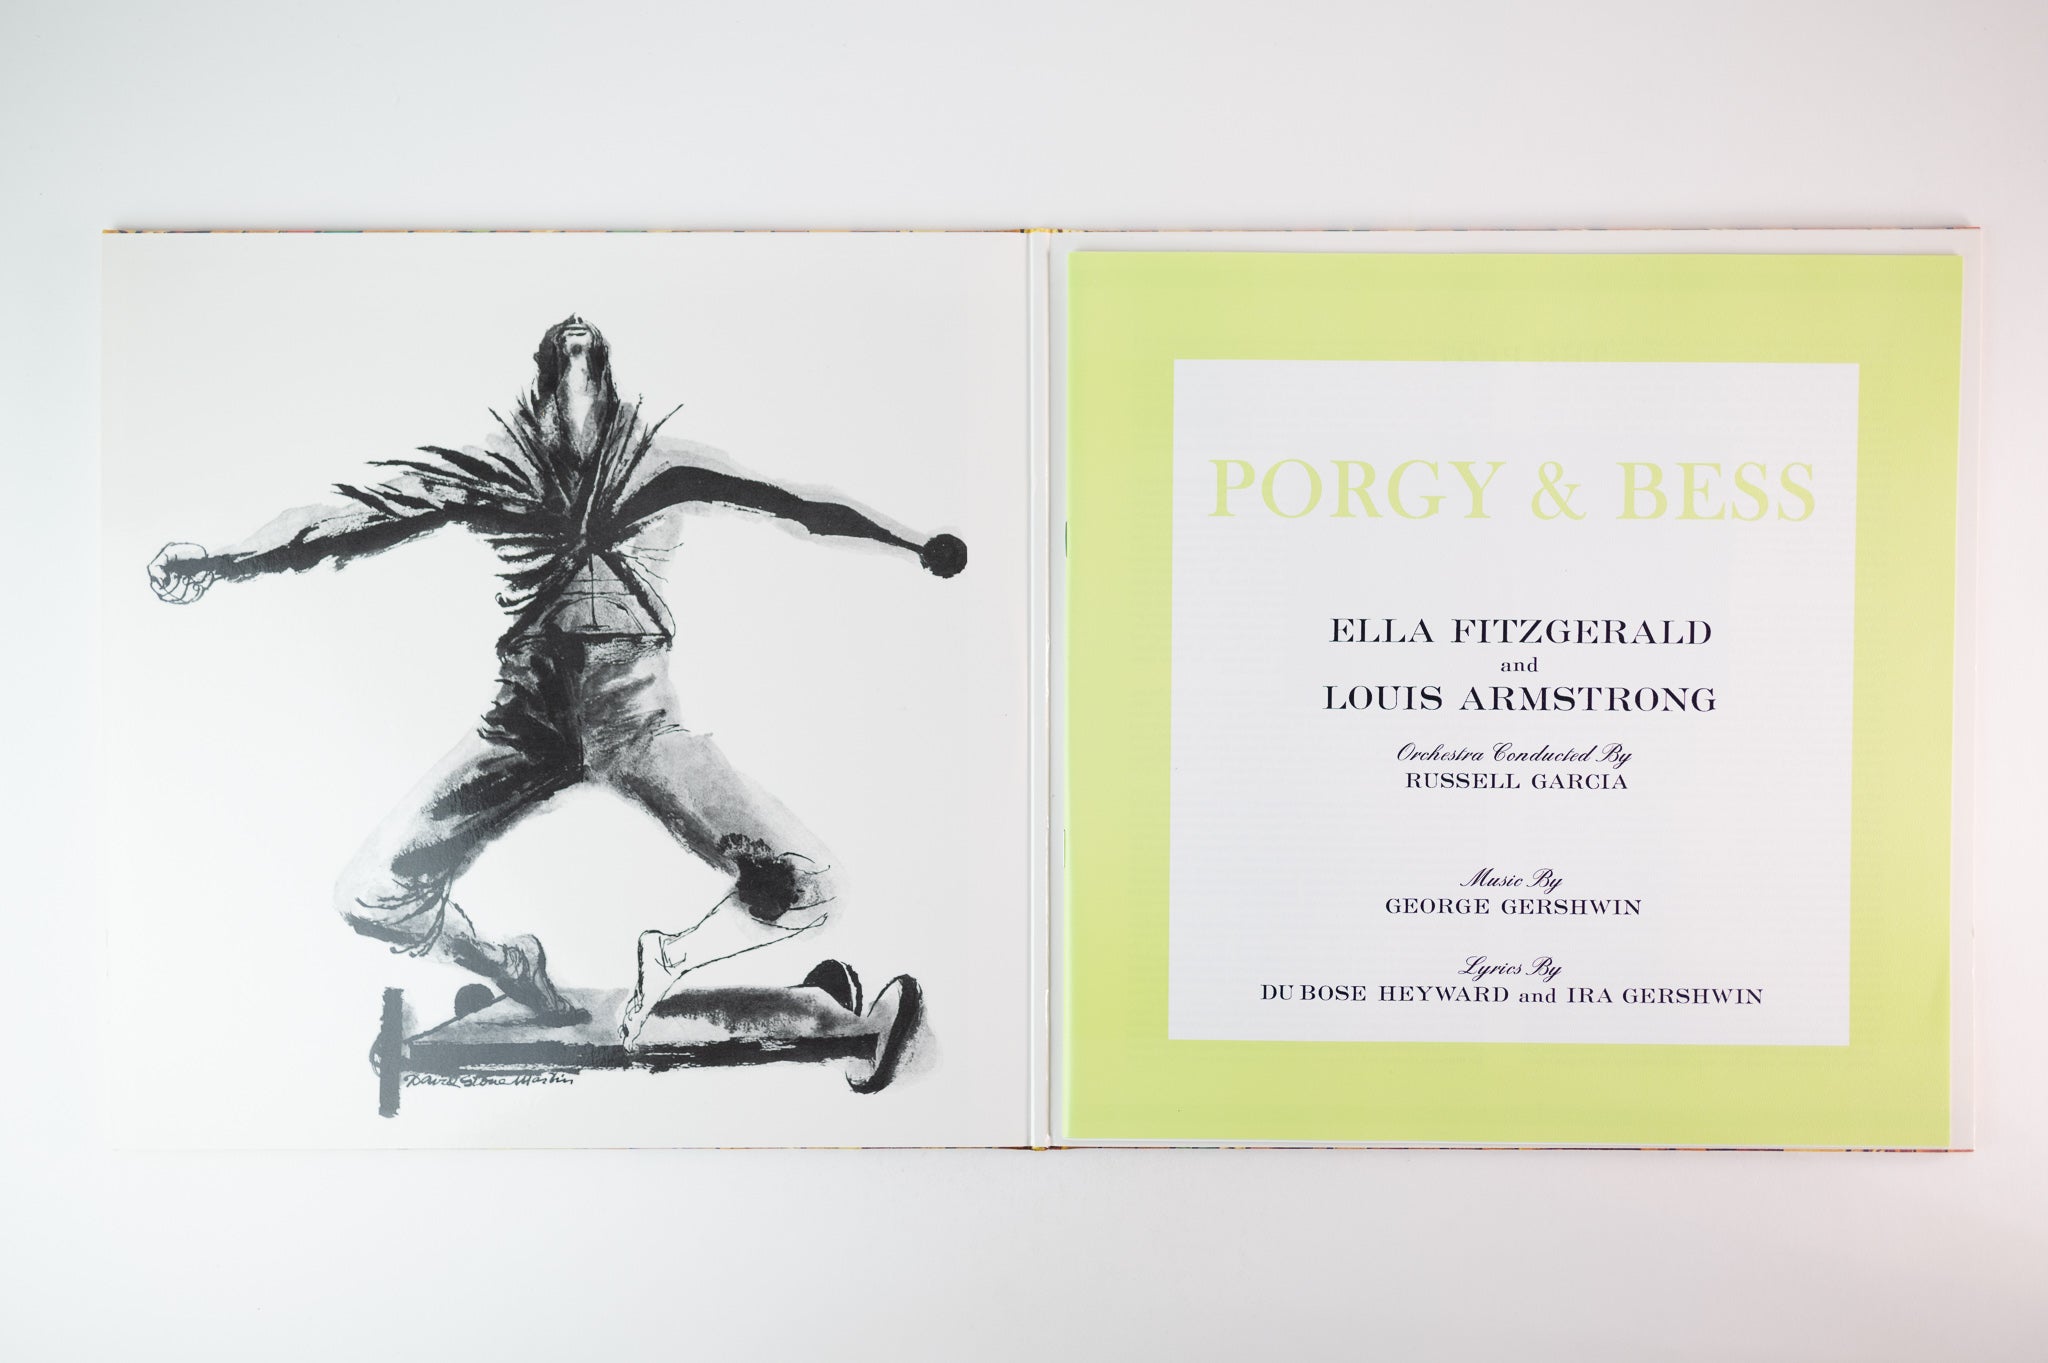 David Stone Martin
PORGY & BESS
ELLA FITZGERALD
and
LOUIS ARMSTRONG
Orchestra Conducted By
RUSSELL GARCIA
Music By
GEORGE GERSHWIN
Lyrics By
DU BOSE HEYWARD and IRA GERSHWIN